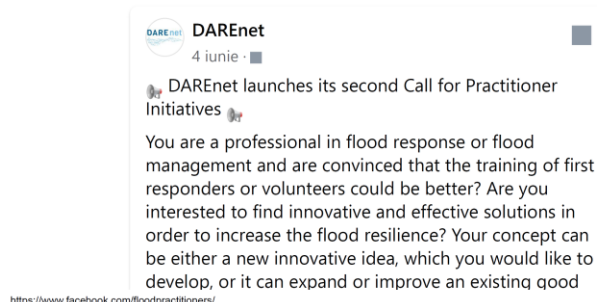 DAREnet
DAREnet
4 iunie ·
DAREnet launches its second Call for Practitioner
Initiatives
You are a professional in flood response or flood
management and are convinced that the training of first
responders or volunteers could be better? Are you
interested to find innovative and effective solutions in
order to increase the flood resilience? Your concept can
be either a new innovative idea, which you would like to
develop, or it can expand or improve an existing good
https://www.facebook.com/floodpractitioners/